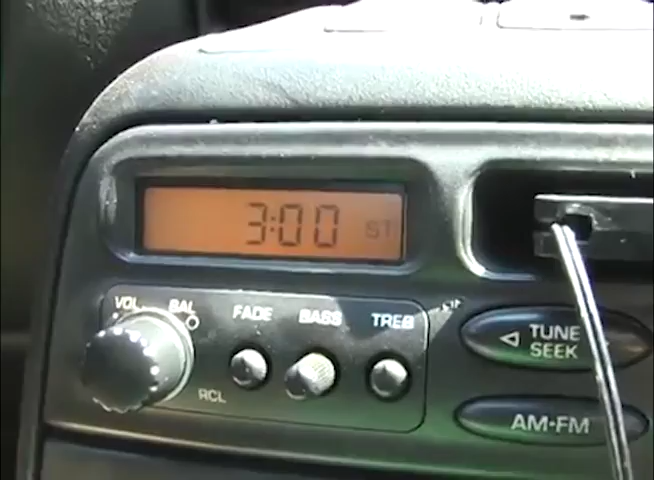 3:00 ST
VOL BAL FADE BASS TREB
RCL
TUNE
SEEK
AM•FM